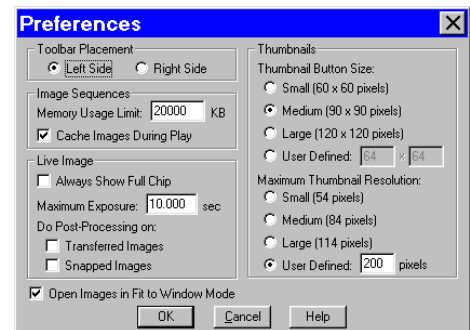 Preferences
Toolbar Placement
Left Side Right Side
Image Sequences
Memory Usage Limit: 20000 KB
Cache Images During Play
Live Image
Always Show Full Chip
Maximum Exposure: 10.000 sec
Do Post-Processing on:
Transferred Images
Snapped Images
Thumbnails
Thumbnail Button Size:
Small (60 x 60 pixels)
Medium (90 x 90 pixels)
Large (120 x 120 pixels)
User Defined: 64 x 64
Maximum Thumbnail Resolution:
Small (54 pixels)
Medium (84 pixels)
Large (114 pixels)
User Defined: 200 pixels
Open Images in Fit to Window Mode
OK Cancel Help